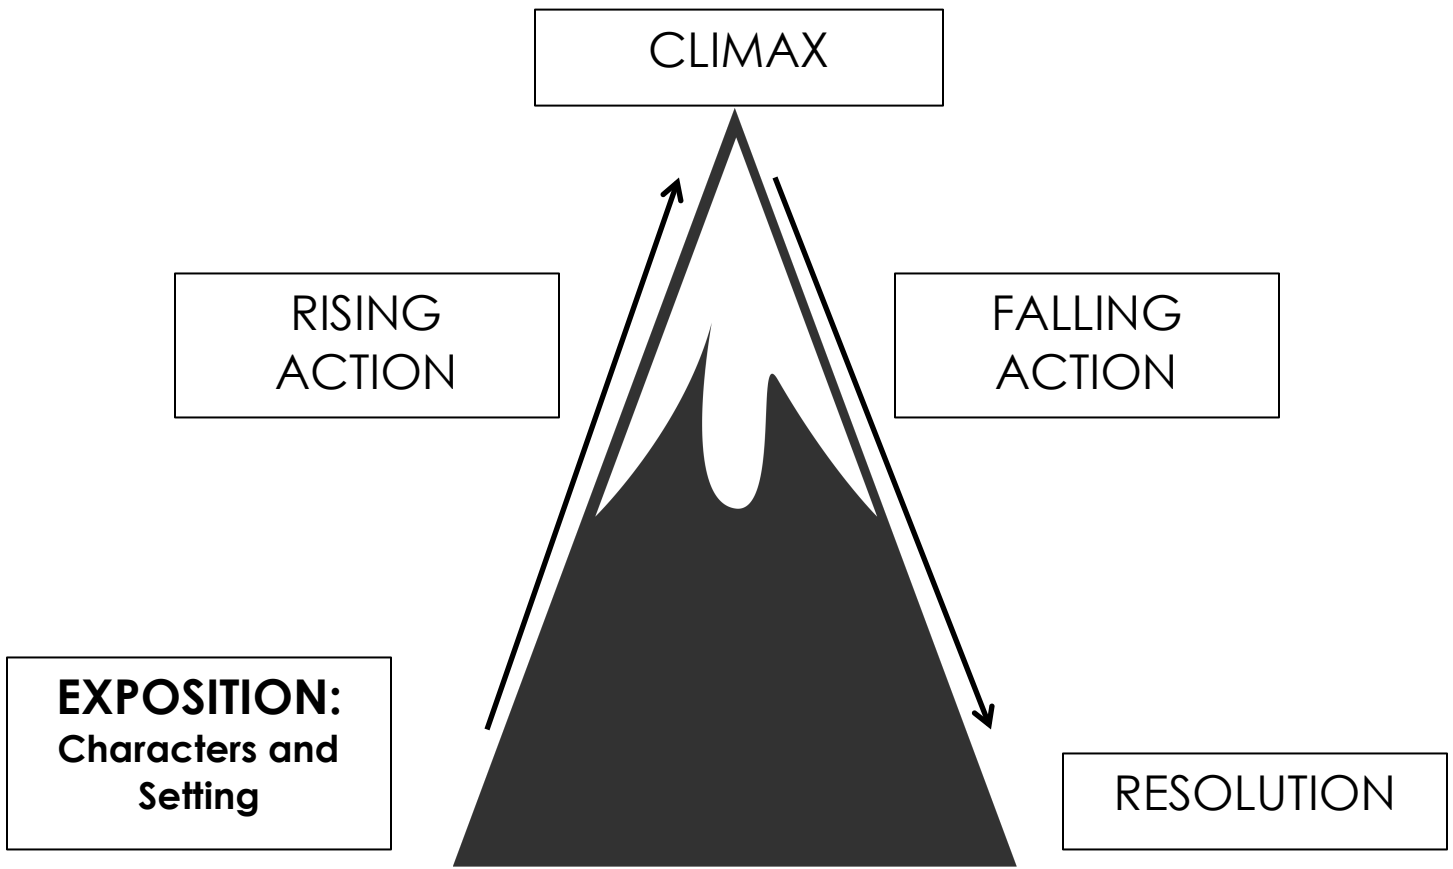 CLIMAX
RISING
ACTION
FALLING
ACTION
EXPOSITION:
Characters and
Setting
RESOLUTION